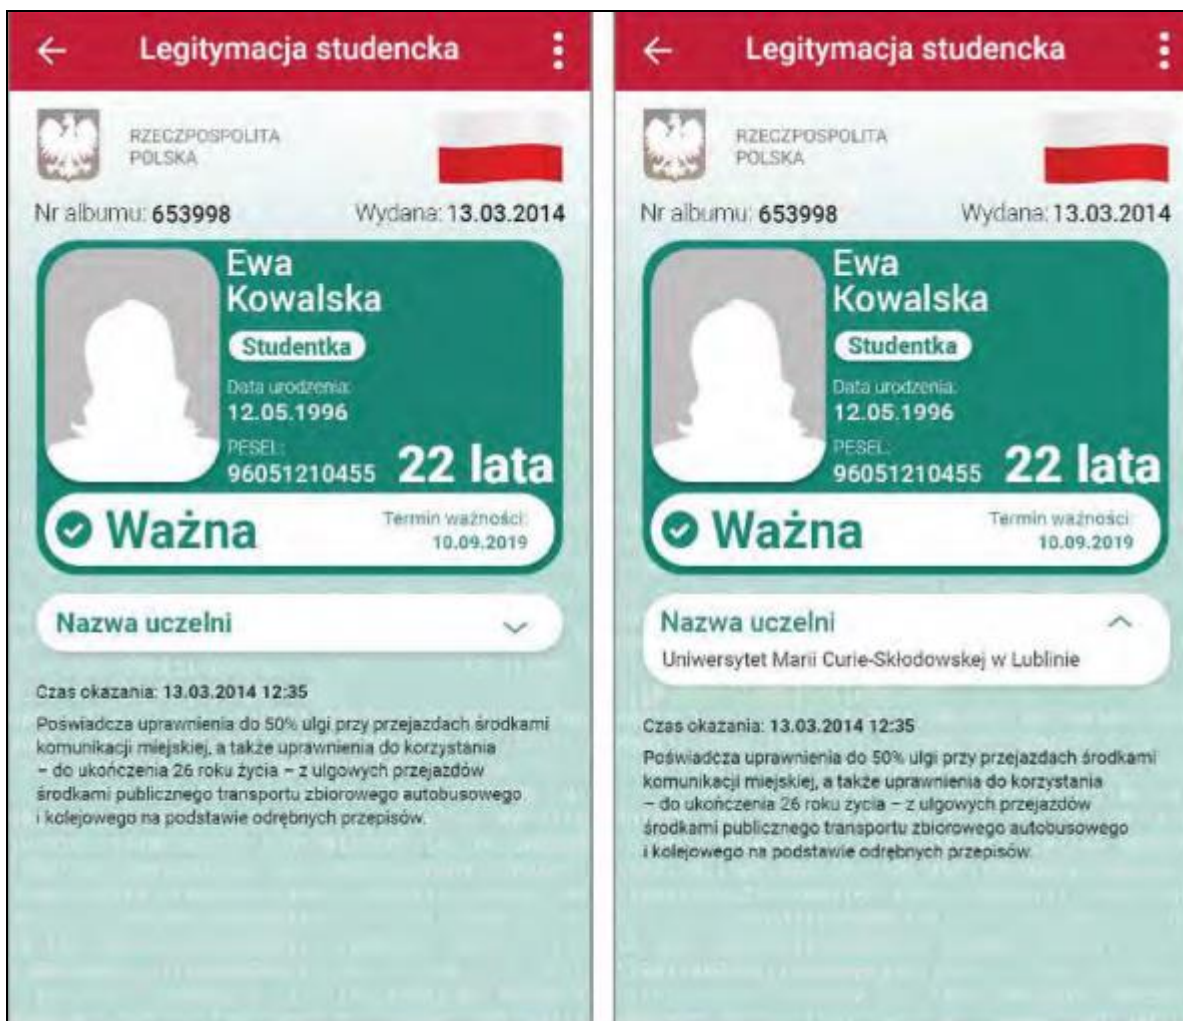 Legitymacja studencka
RZECZPOSPOLITA
POLSKA
Nr albumu: 653998
Wydana: 13.03.2014
Ewa
Kowalska
Studentka
Data urodzenia:
12.05.1996
PESEL:
96051210455
22 lata
Ważna
Termin ważności:
10.09.2019
Nazwa uczelni
Czas okazania: 13.03.2014 12:35
Poświadcza uprawnienia do 50% ulgi przy przejazdach środkami
komunikacji miejskiej, a także uprawnienia do korzystania
– do ukończenia 26 roku życia – z ulgowych przejazdów
środkami publicznego transportu zbiorowego autobusowego
i kolejowego na podstawie odrębnych przepisów.
Legitymacja studencka
RZECZPOSPOLITA
POLSKA
Nr albumu: 653998
Wydana: 13.03.2014
Ewa
Kowalska
Studentka
Data urodzenia:
12.05.1996
PESEL:
96051210455
22 lata
Ważna
Termin ważności:
10.09.2019
Nazwa uczelni
Uniwersytet Marii Curie-Skłodowskej w Lublinie
Czas okazania: 13.03.2014 12:35
Poświadcza uprawnienia do 50% ulgi przy przejazdach środkami
komunikacji miejskiej, a także uprawnienia do korzystania
– do ukończenia 26 roku życia – z ulgowych przejazdów
środkami publicznego transportu zbiorowego autobusowego
i kolejowego na podstawie odrębnych przepisów.